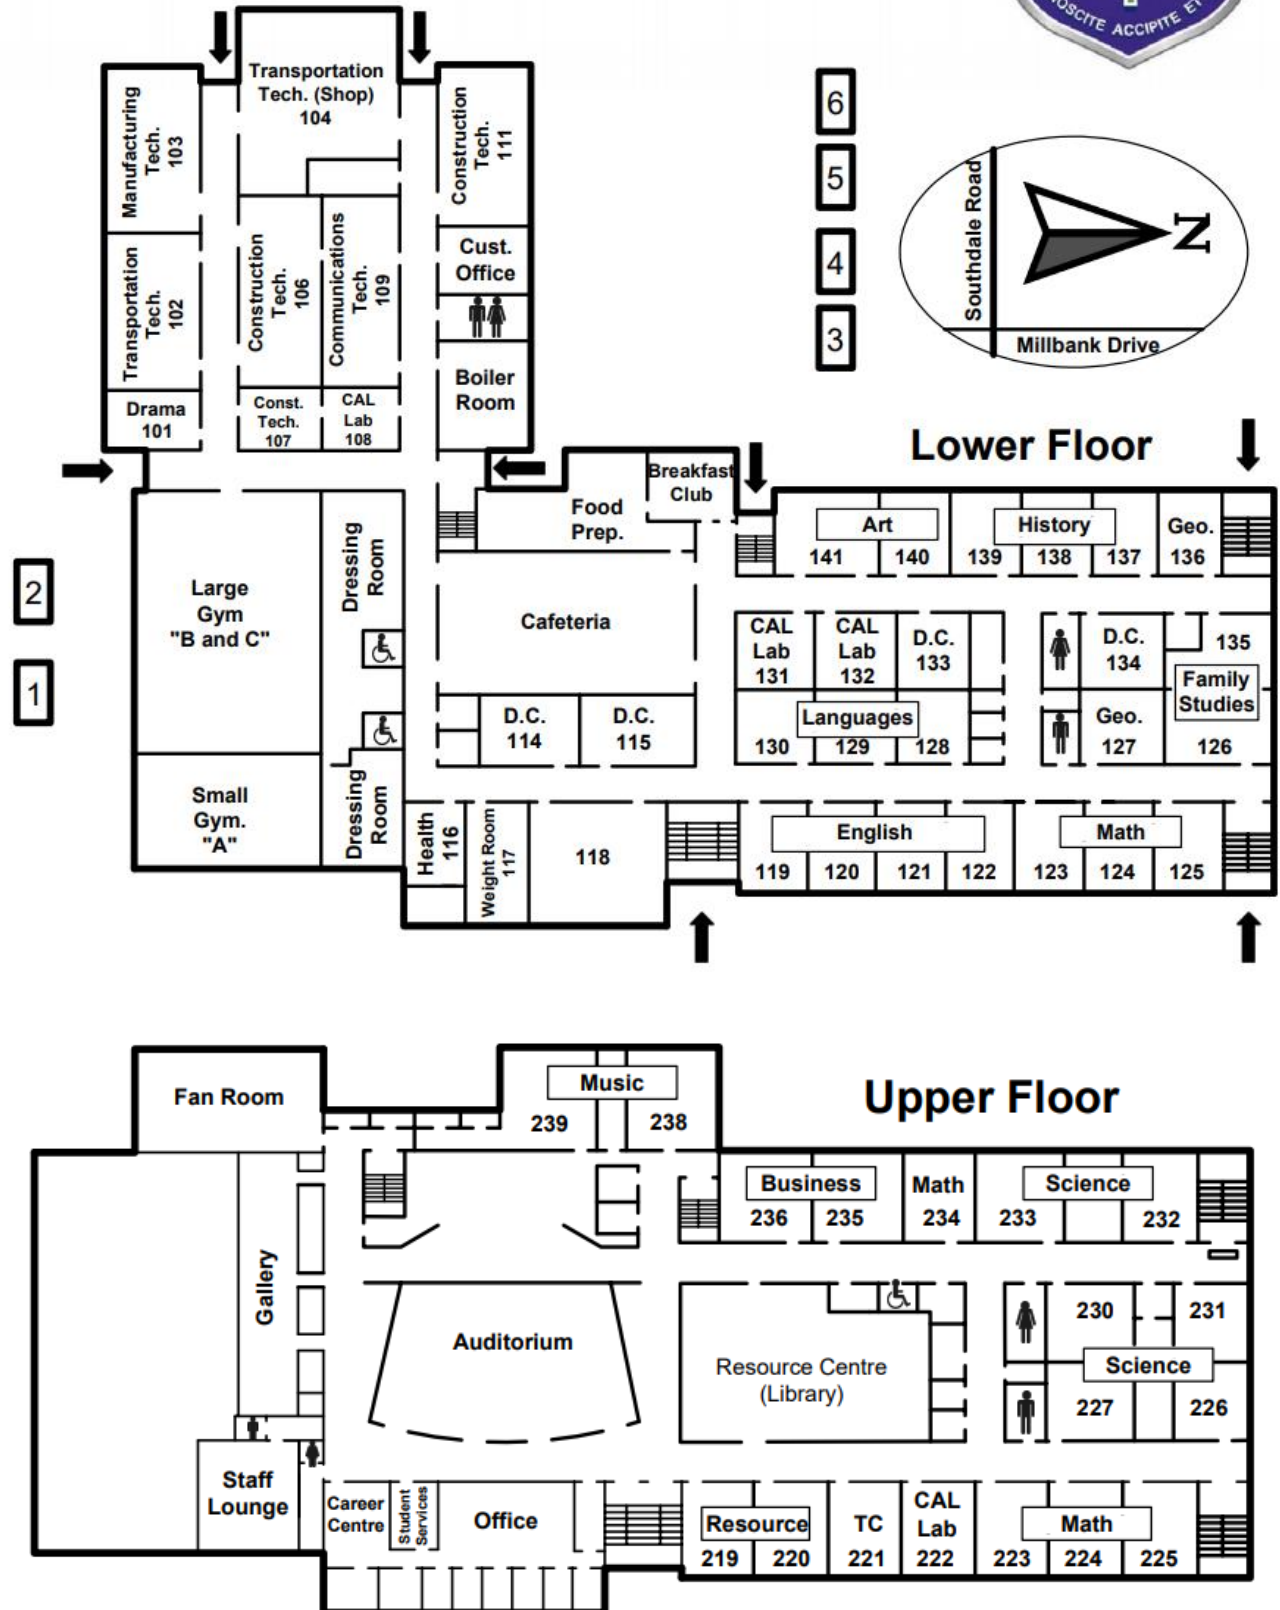 OSCITE ACCIPITE ET
Transportation
Tech. (Shop)
104
Manufacturing
Tech.
103
Construction
Tech.
111
Transportation
Tech.
102
Construction
Tech.
106
Communications
Tech.
109
Cust.
Office
Boiler
Room
Drama
101
Const.
Tech.
107
CAL
Lab
108
6
5
4
3
Southdale Road
N
Millbank Drive
Lower Floor
Breakfast
Club
Food
Prep.
Art
141
140
History
139
138
137
Geo.
136
2
1
Large
Gym
"B and C"
Dressing
Room
Cafeteria
CAL
Lab
131
CAL
Lab
132
D.C.
133
D.C.
134
135
Family
Studies
126
D.C.
114
D.C.
115
Languages
130
129
128
Geo.
127
Small
Gym.
"A"
Dressing
Room
Health
116
Weight Room
117
118
English
119
120
121
122
Math
123
124
125
Upper Floor
Fan Room
Music
239
238
Business
236
235
Math
234
Science
233
232
Gallery
Auditorium
Resource Centre
(Library)
230
231
Science
227
226
Staff
Lounge
Career
Centre
Student
Services
Office
Resource
219
220
TC
221
CAL
Lab
222
Math
223
224
225